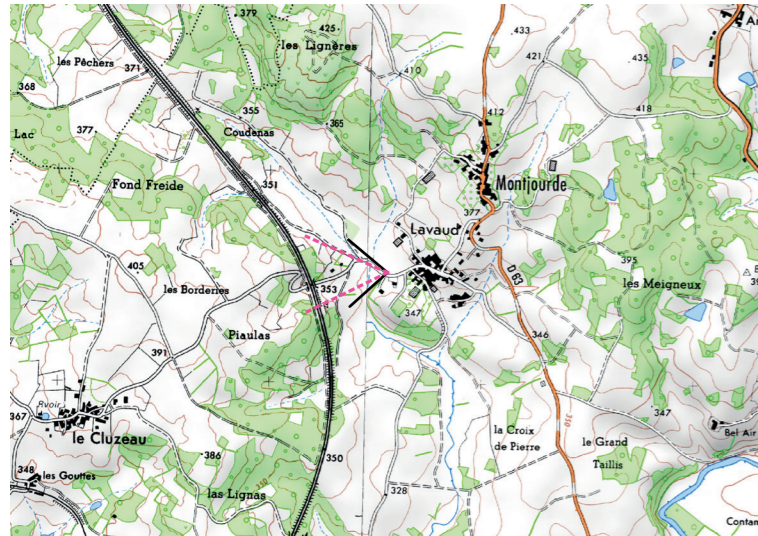 379
425
les Lignères
433
les Pêchers
371
410
421
435
368
355
412
418
365
377
Coudenas
Lac
Fond Freide
351
Montjourde
377
Lavaud
405
395
D 63
les Borderies
353
les Meigneux
347
Piaulas
346
391
Rvoir
367
310
347
la Croix
de Pierre
le Cluzeau
Bel Air
le Grand
Taillis
386
350
348
les Gouttes
350
las Lignas
328